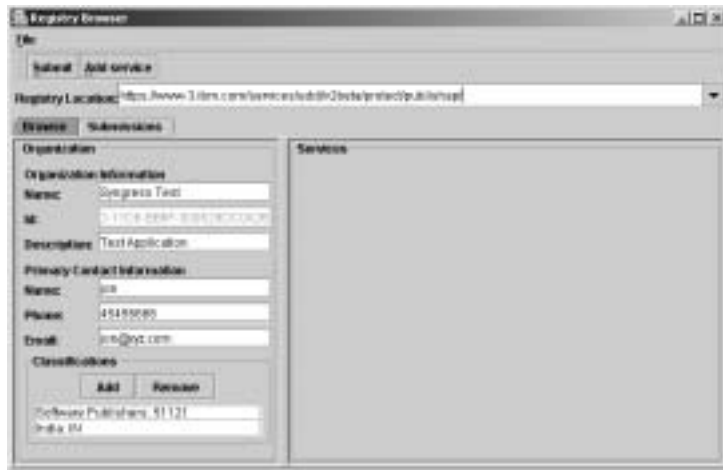 Registry Browser
File
Submit Add service
Registry Location: https://www-3.ibm.com/services/uddi/v2beta/protect/publishapi
Browse Submissions
Organization
Services
Organization Information
Name: Syngress Test
Id:
Description: Test Application
Primary Contact Information
Name:
Phone:
Email:
Classifications
Add Remove
Software Publishers, 51121
India, IN